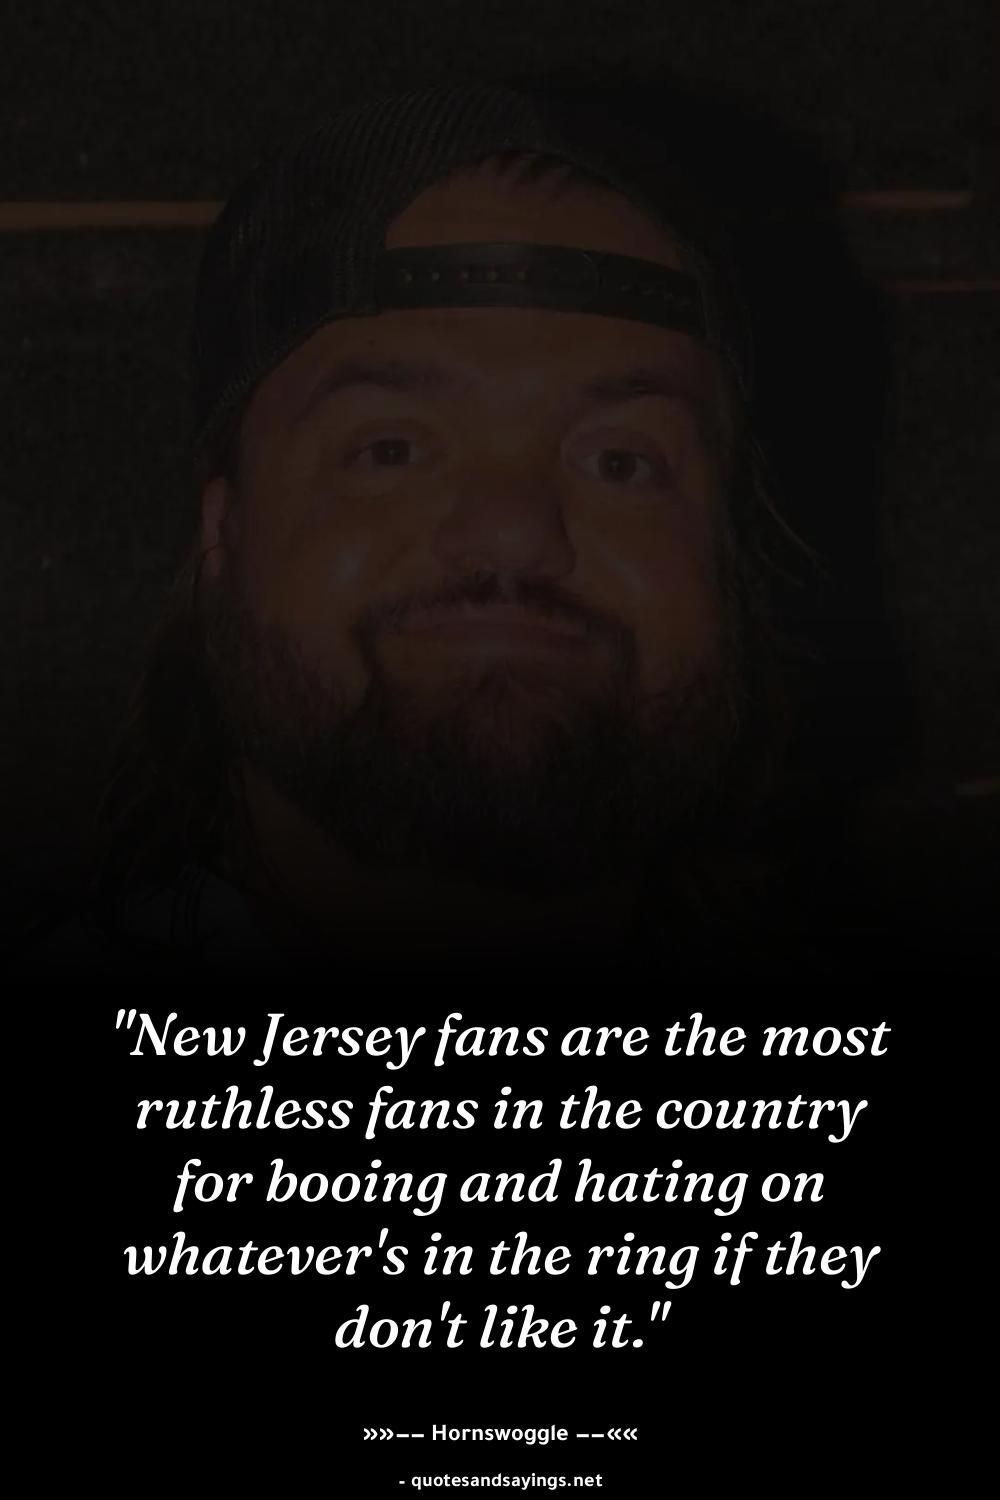 "New Jersey fans are the most
ruthless fans in the country
for booing and hating on
whatever's in the ring if they
don't like it."
»»–– Hornswoggle ––««
- quotesandsayings.net